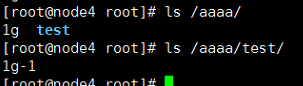 [root@node4 root]# ls /aaaa/
1g  test
[root@node4 root]# ls /aaaa/test/
1g-1
[root@node4 root]#